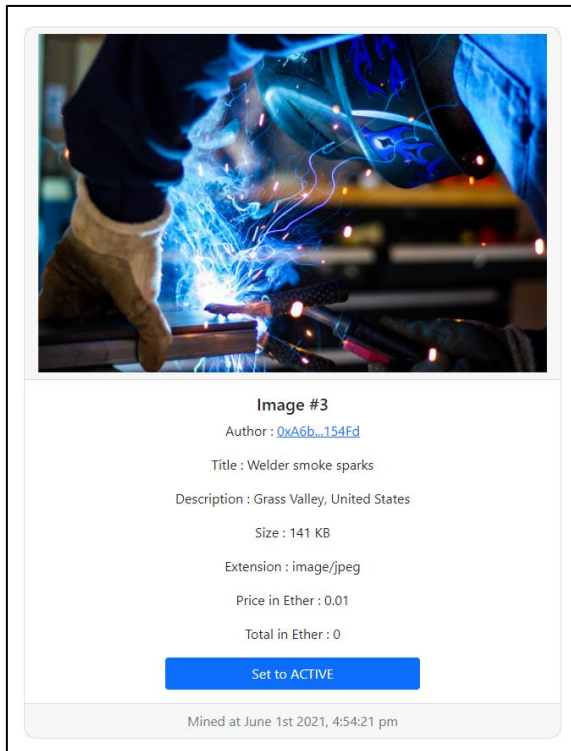 Image #3
Author : 0xA6b...154Fd
Title : Welder smoke sparks
Description : Grass Valley, United States
Size : 141 KB
Extension : image/jpeg
Price in Ether : 0.01
Total in Ether : 0
Set to ACTIVE
Mined at June 1st 2021, 4:54:21 pm